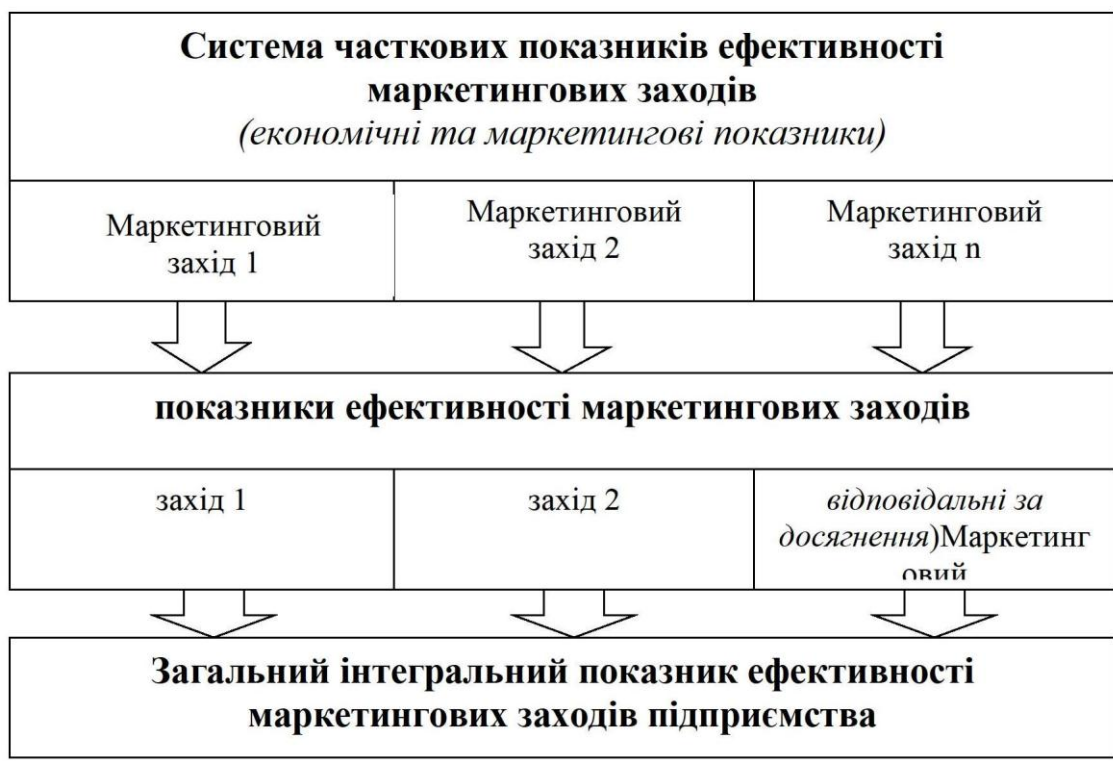 Система часткових показників ефективності
маркетингових заходів
(економічні та маркетингові показники)
Маркетинговий
захід 1
Маркетинговий
захід 2
Маркетинговий
захід n
показники ефективності маркетингових заходів
захід 1
захід 2
відповідальні за
досягнення)Маркетинг
овий
Загальний інтегральний показник ефективності
маркетингових заходів підприємства